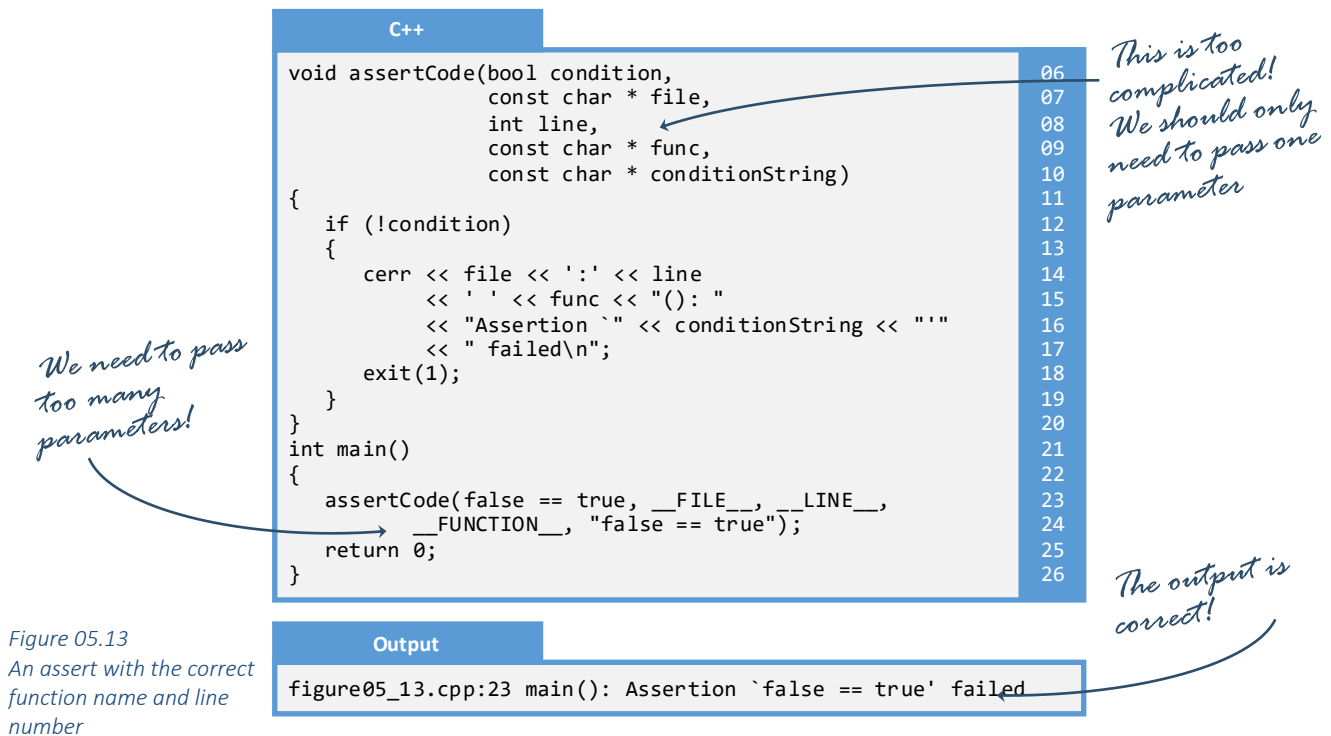 C++
void assertCode(bool condition, 06
const char * file, 07
int line, 08
const char * func, 09
const char * conditionString) 10
{ 11
if (!condition) 12
{ 13
cerr << file << ':' << line 14
<< ' ' << func << "(): " 15
<< "Assertion `" << conditionString << "'" 16
<< " failed\n"; 17
exit(1); 18
} 19
} 20
int main() 21
{ 22
assertCode(false == true, __FILE__, __LINE__, 23
__FUNCTION__, "false == true"); 24
return 0; 25
} 26
This is too
complicated!
We should only
need to pass one
parameter
We need to pass
too many
parameters!
The output is
correct!
Figure 05.13
An assert with the correct
function name and line
number
Output
figure05_13.cpp:23 main(): Assertion `false == true' failed